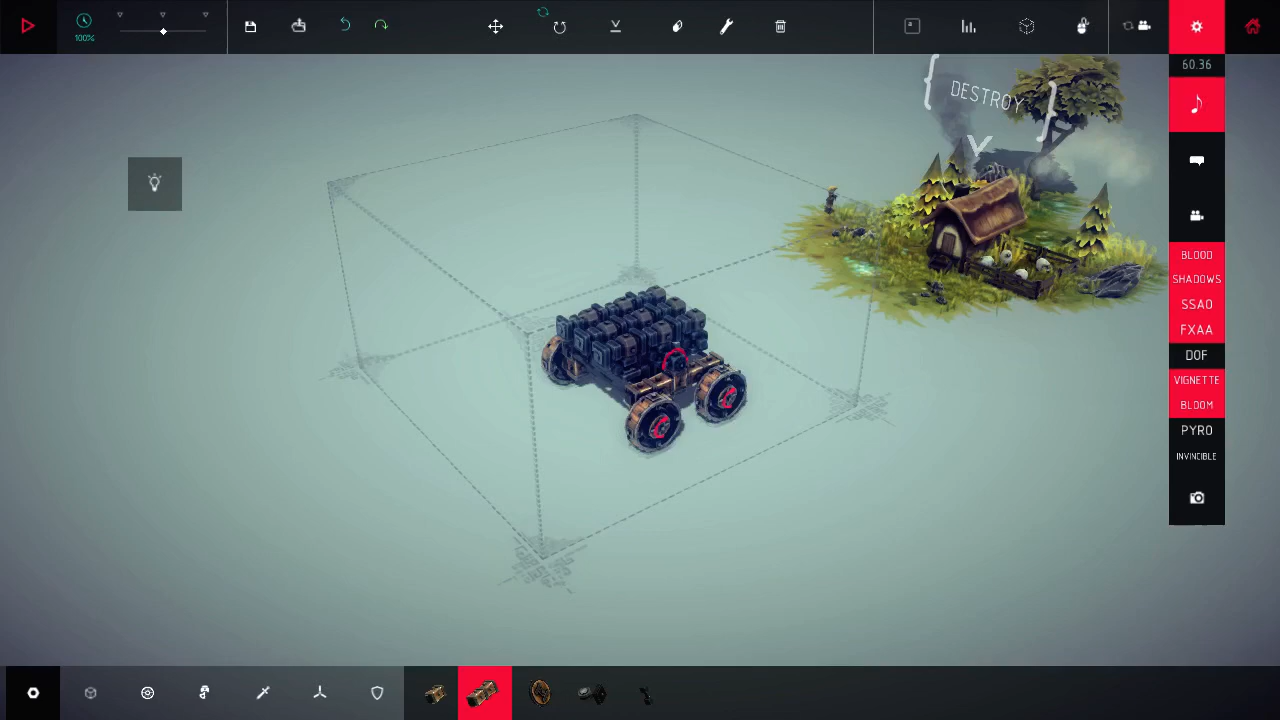 100%
60.36
DESTROY
BLOOD
SHADOWS
SSAO
FXAA
DOF
VIGNETTE
BLOOM
PYRO
INVINCIBLE